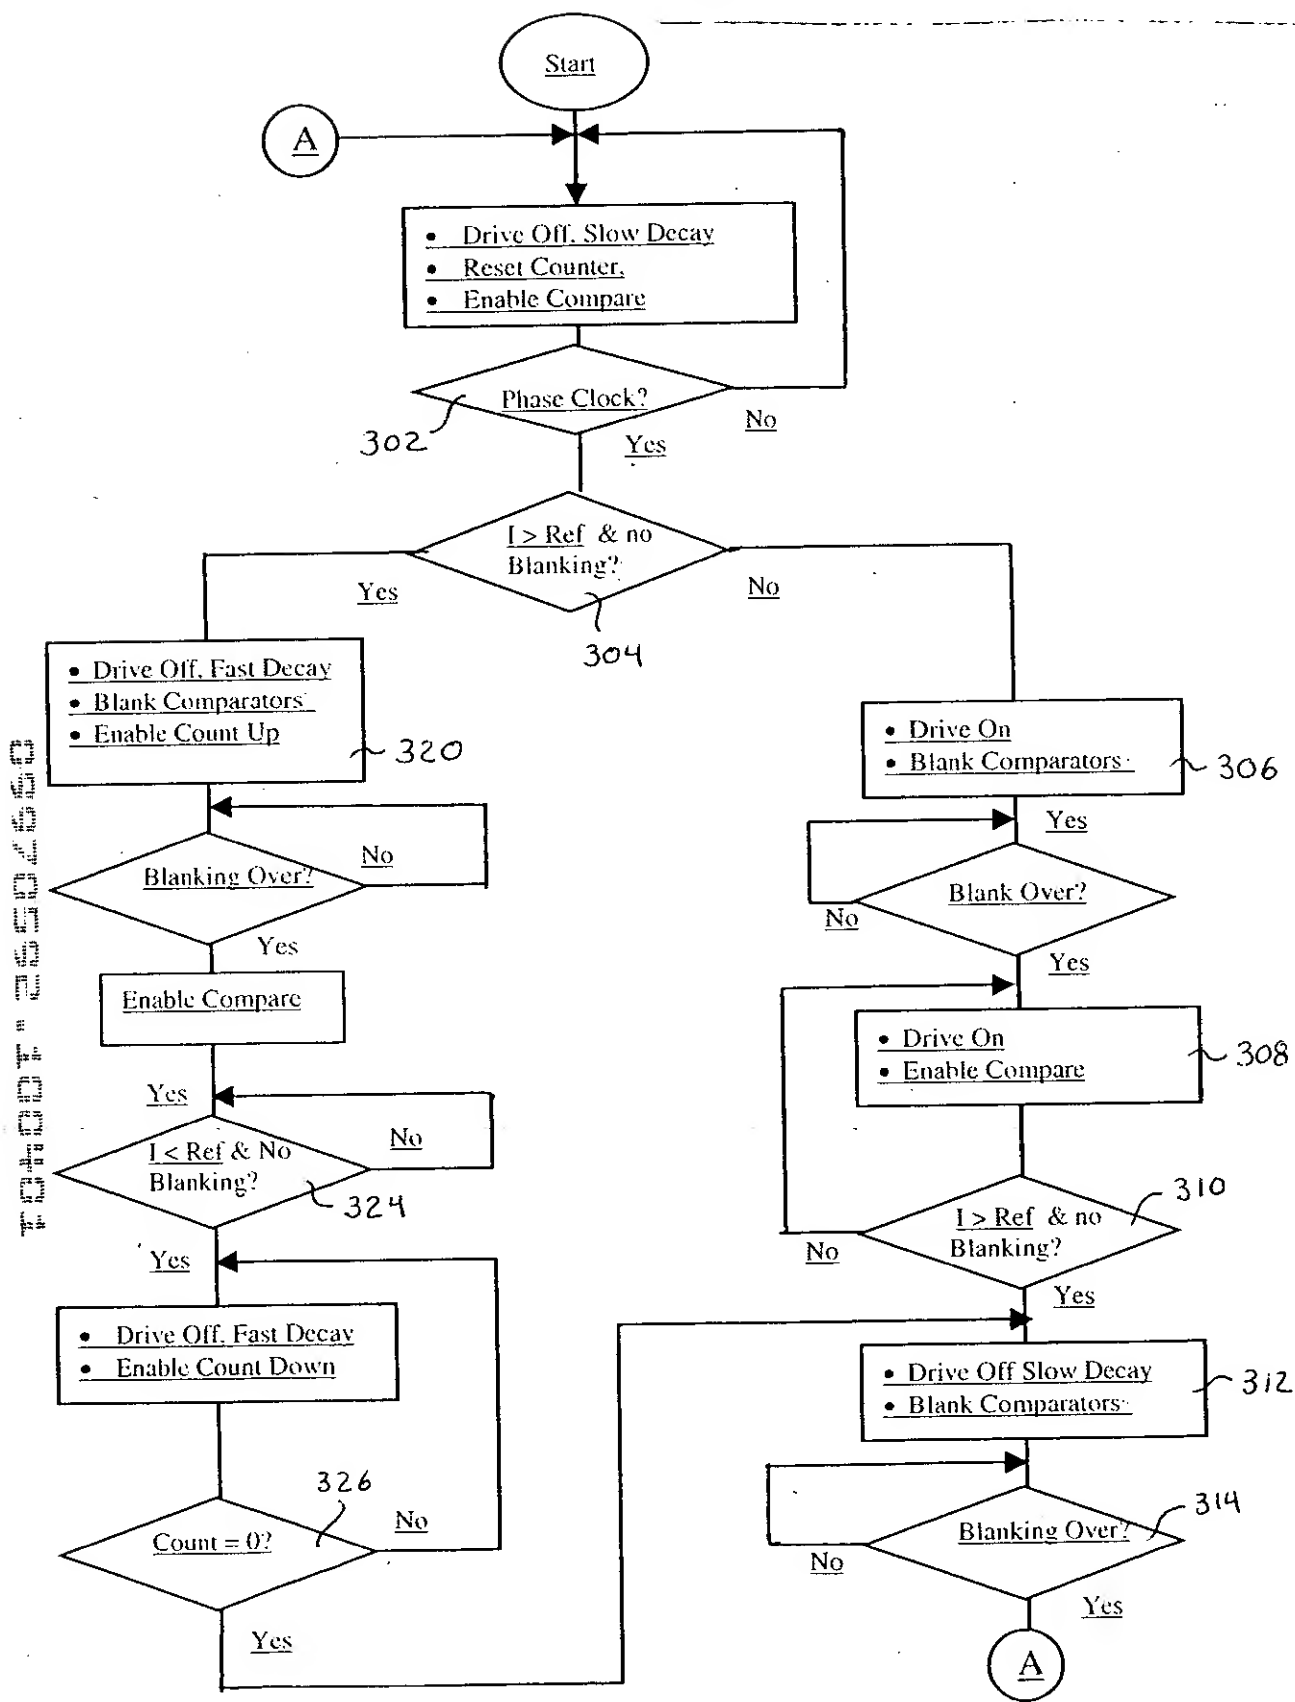 Start
A
• Drive Off, Slow Decay
• Reset Counter,
• Enable Compare
Phase Clock?
302
No
Yes
I > Ref & no
Blanking?
304
Yes
No
• Drive Off, Fast Decay
• Blank Comparators
• Enable Count Up
320
Blanking Over?
No
Yes
Enable Compare
Yes
I < Ref & No
Blanking?
No
324
Yes
• Drive Off, Fast Decay
• Enable Count Down
326
Count = 0?
No
Yes
• Drive On
• Blank Comparators
306
Yes
Blank Over?
No
Yes
• Drive On
• Enable Compare
308
310
I > Ref & no
Blanking?
No
Yes
• Drive Off Slow Decay
• Blank Comparators
312
314
Blanking Over?
No
Yes
A
09970592.100401